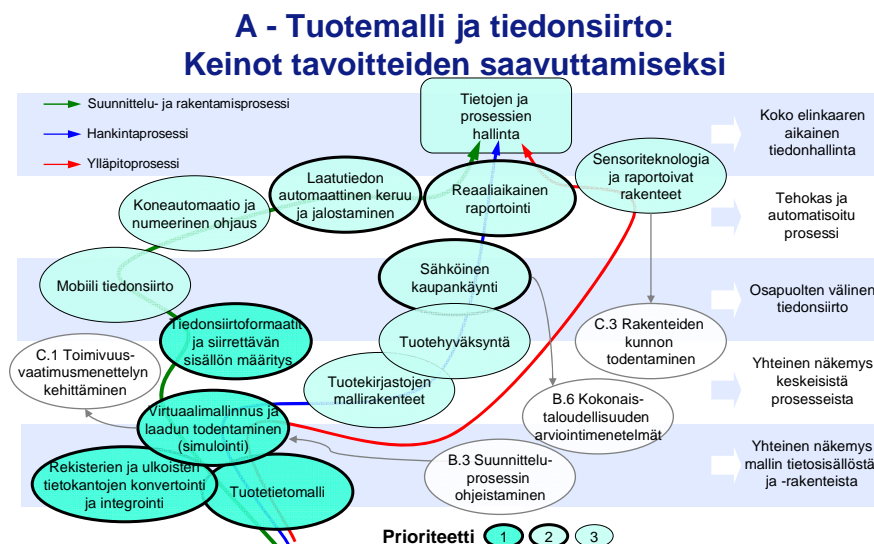 A - Tuotemalli ja tiedonsiirto:
Keinot tavoitteiden saavuttamiseksi
Suunnittelu- ja rakentamisprosessi
Hankintaprosessi
Ylläpitoprosessi
Tietojen ja
prosessien
hallinta
Koko elinkaaren
aikainen
tiedonhallinta
Sensoriteknologia
ja raportoivat
rakenteet
Laatutiedon
automaattinen keruu
ja jalostaminen
Reaaliaikainen
raportointi
Koneautomaatio ja
numeerinen ohjaus
Tehokas ja
automatisoitu
prosessi
Mobiili tiedonsiirto
Sähköinen
kaupankäynti
Osapuolten välinen
tiedonsiirto
Tiedonsiirtoformaatit
ja siirrettävän
sisällön määritys
Tuotehyväksyntä
C.3 Rakenteiden
kunnon
todentaminen
C.1 Toimivuus-
vaatimusmenettelyn
kehittäminen
Tuotekirjastojen
mallirakenteet
Yhteinen näkemys
keskeisistä
prosesseista
Virtuaalimallinnus ja
laadun todentaminen
(simulointi)
B.6 Kokonais-
taloudellisuuden
arviointimenetelmät
Rekisterien ja ulkoisten
tietokantojen konvertointi
ja integrointi
Tuotetietomalli
B.3 Suunnittelu-
prosessin
ohjeistaminen
Yhteinen näkemys
mallin tietosisällöstä
ja -rakenteista
Prioriteetti 1 2 3